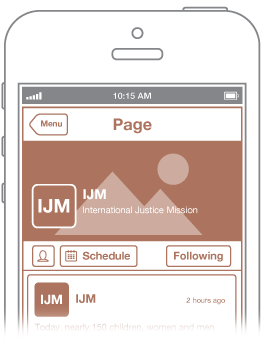 10:15 AM
Menu
Page
IJM
IJM
International Justice Mission
Schedule
Following
IJM
IJM
2 hours ago
Today, nearly 150 children, women and men